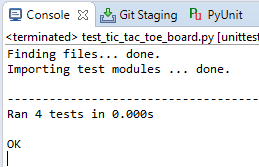 Console Git Staging PyUnit
<terminated> test_tic_tac_toe_board.py [unittest
Finding files... done.
Importing test modules ... done.
----------------------------------------
Ran 4 tests in 0.000s
OK